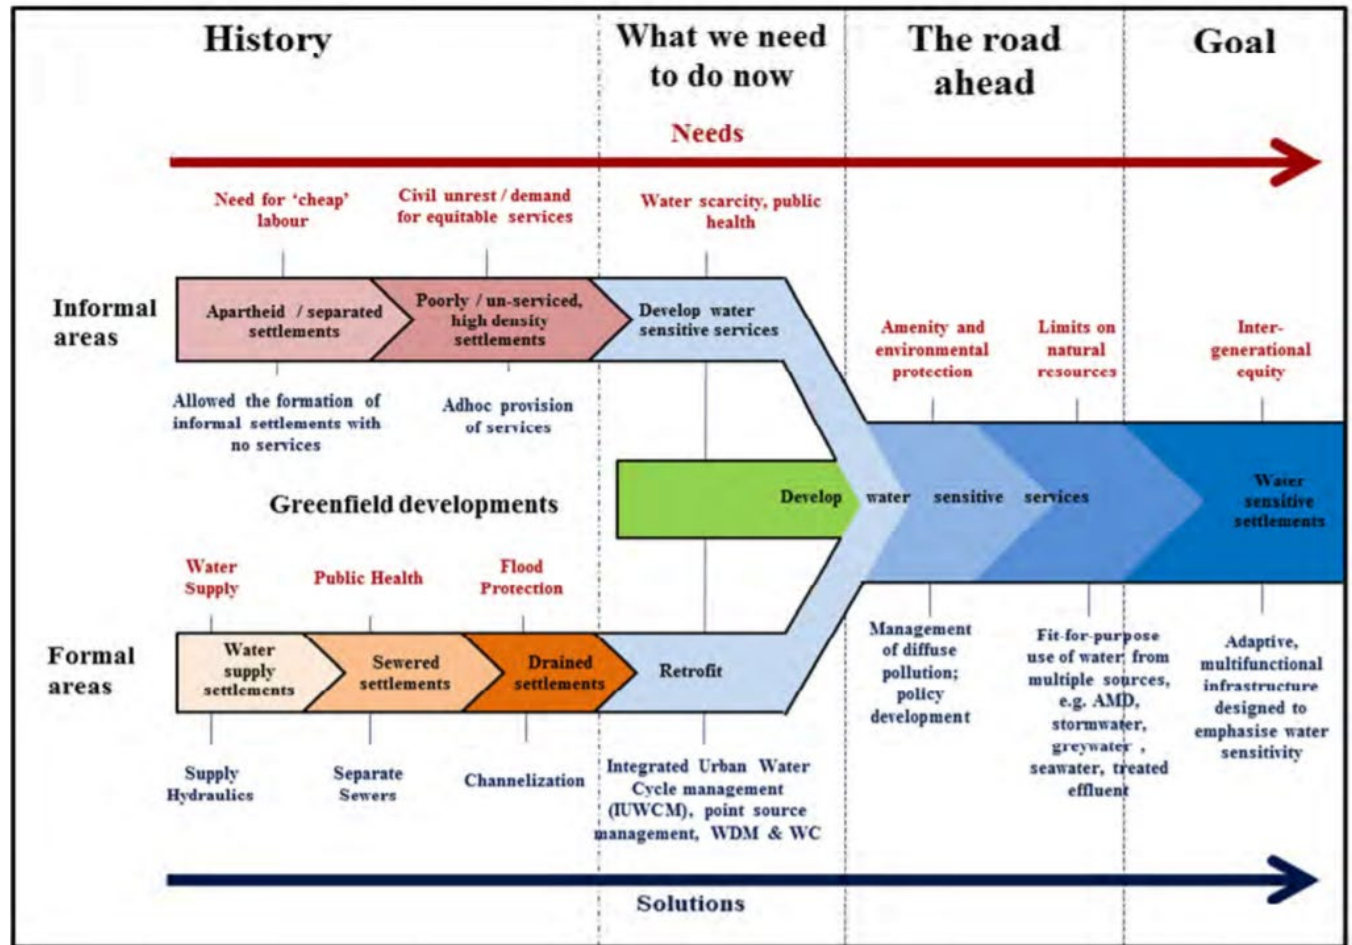 History
What we need
to do now
The road
ahead
Goal
Needs
Need for ‘cheap’
labour
Civil unrest / demand
for equitable services
Water scarcity, public
health
Informal
areas
Apartheid / separated
settlements
Poorly / un-serviced,
high density
settlements
Develop water
sensitive services
Amenity and
environmental
protection
Limits on
natural
resources
Inter-
generational
equity
Allowed the formation of
informal settlements with
no services
Adhoc provision
of services
Greenfield developments
Develop water sensitive services
Water
sensitive
settlements
Water
Supply
Public Health
Flood
Protection
Formal
areas
Water
supply
settlements
Sewered
settlements
Drained
settlements
Retrofit
Management
of diffuse
pollution;
policy
development
Fit-for-purpose
use of water, from
multiple sources,
e.g. AMD,
stormwater,
greywater ,
seawater, treated
effluent
Adaptive,
multifunctional
infrastructure
designed to
emphasise water
sensitivity
Supply
Hydraulics
Separate
Sewers
Channelization
Integrated Urban Water
Cycle management
(IUWCM), point source
management, WDM & WC
Solutions